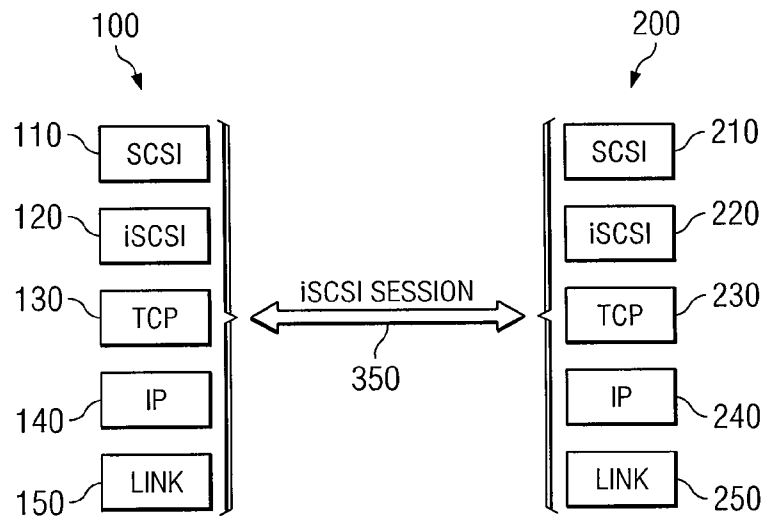 100
200
110
SCSI
SCSI
210
120
iSCSI
iSCSI
220
130
TCP
iSCSI SESSION
350
TCP
230
140
IP
IP
240
150
LINK
LINK
250